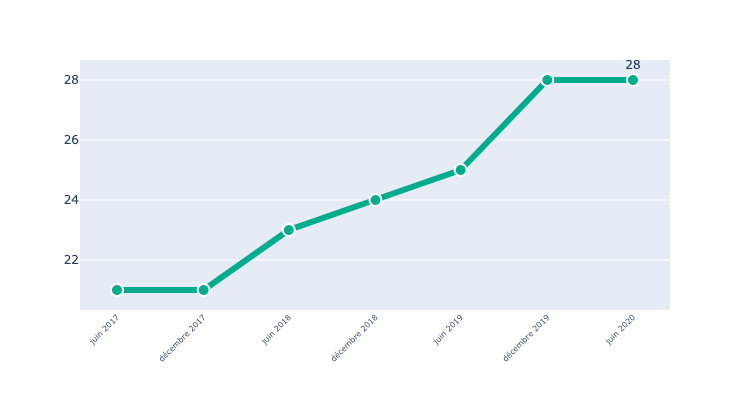 28
28
26
24
22
juin 2017
décembre 2017
juin 2018
décembre 2018
juin 2019
décembre 2019
juin 2020